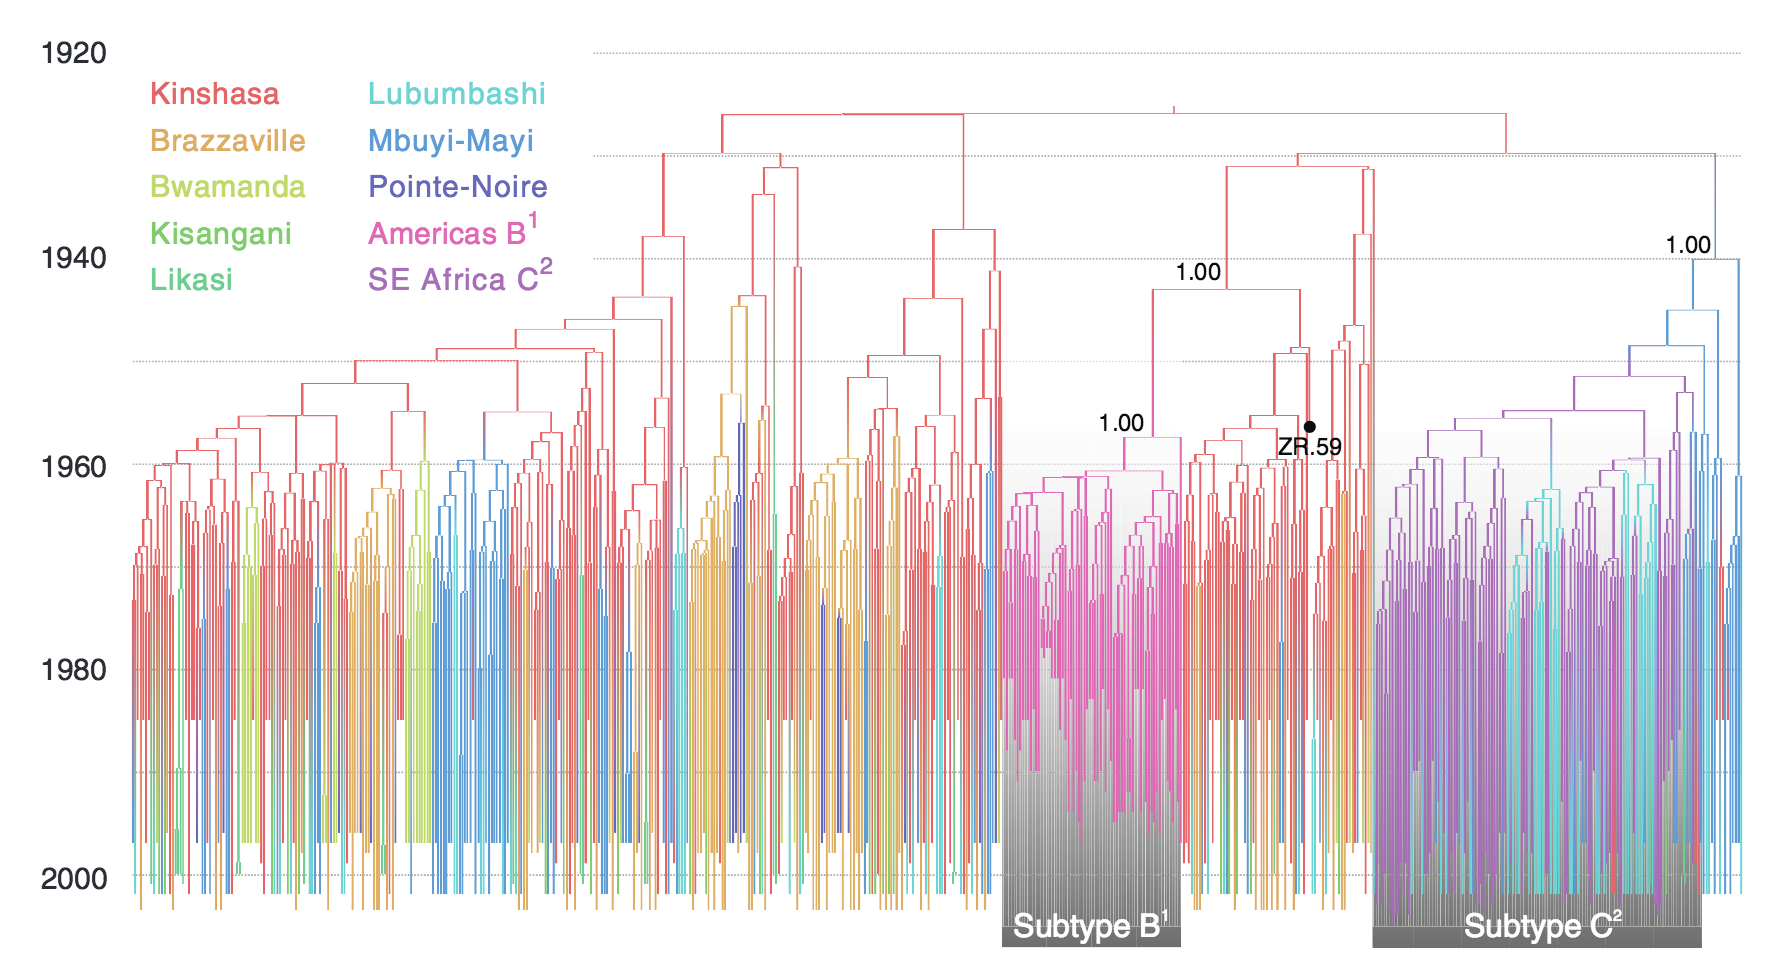 1920
Kinshasa
Brazzaville
Bwamanda
Kisangani
Likasi
Lubumbashi
Mbuyi-Mayi
Pointe-Noire
Americas B¹
SE Africa C²
1940
1.00
1.00
1.00
ZR.59
1960
1980
2000
Subtype B¹
Subtype C²